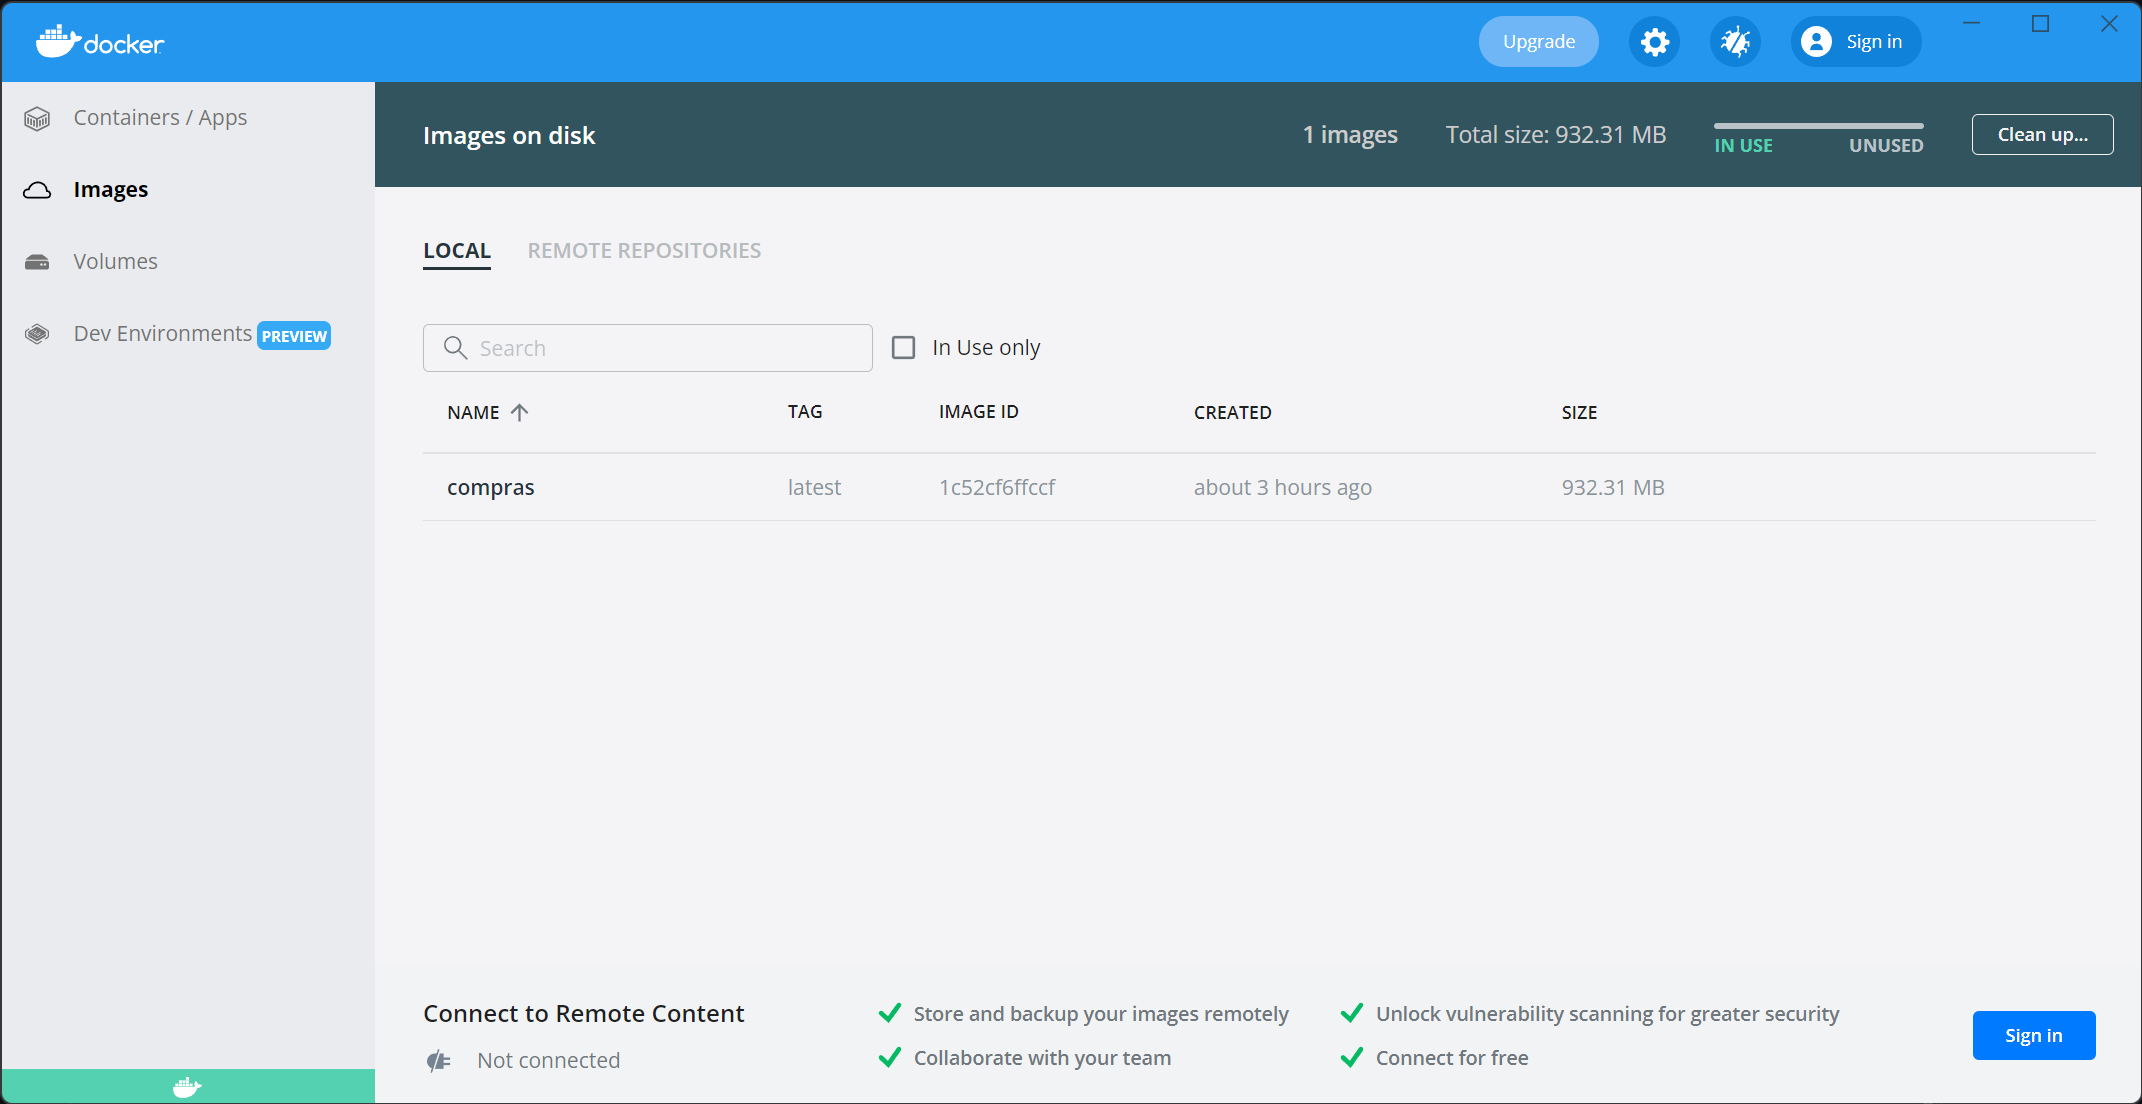 docker
Upgrade
Sign in
Containers / Apps
Images
Volumes
Dev Environments PREVIEW
Images on disk
1 images
Total size: 932.31 MB
IN USE
UNUSED
Clean up...
LOCAL
REMOTE REPOSITORIES
Search
In Use only
NAME TAG IMAGE ID CREATED SIZE
compras latest 1c52cf6ffccf about 3 hours ago 932.31 MB
Connect to Remote Content
Not connected
Store and backup your images remotely
Collaborate with your team
Unlock vulnerability scanning for greater security
Connect for free
Sign in